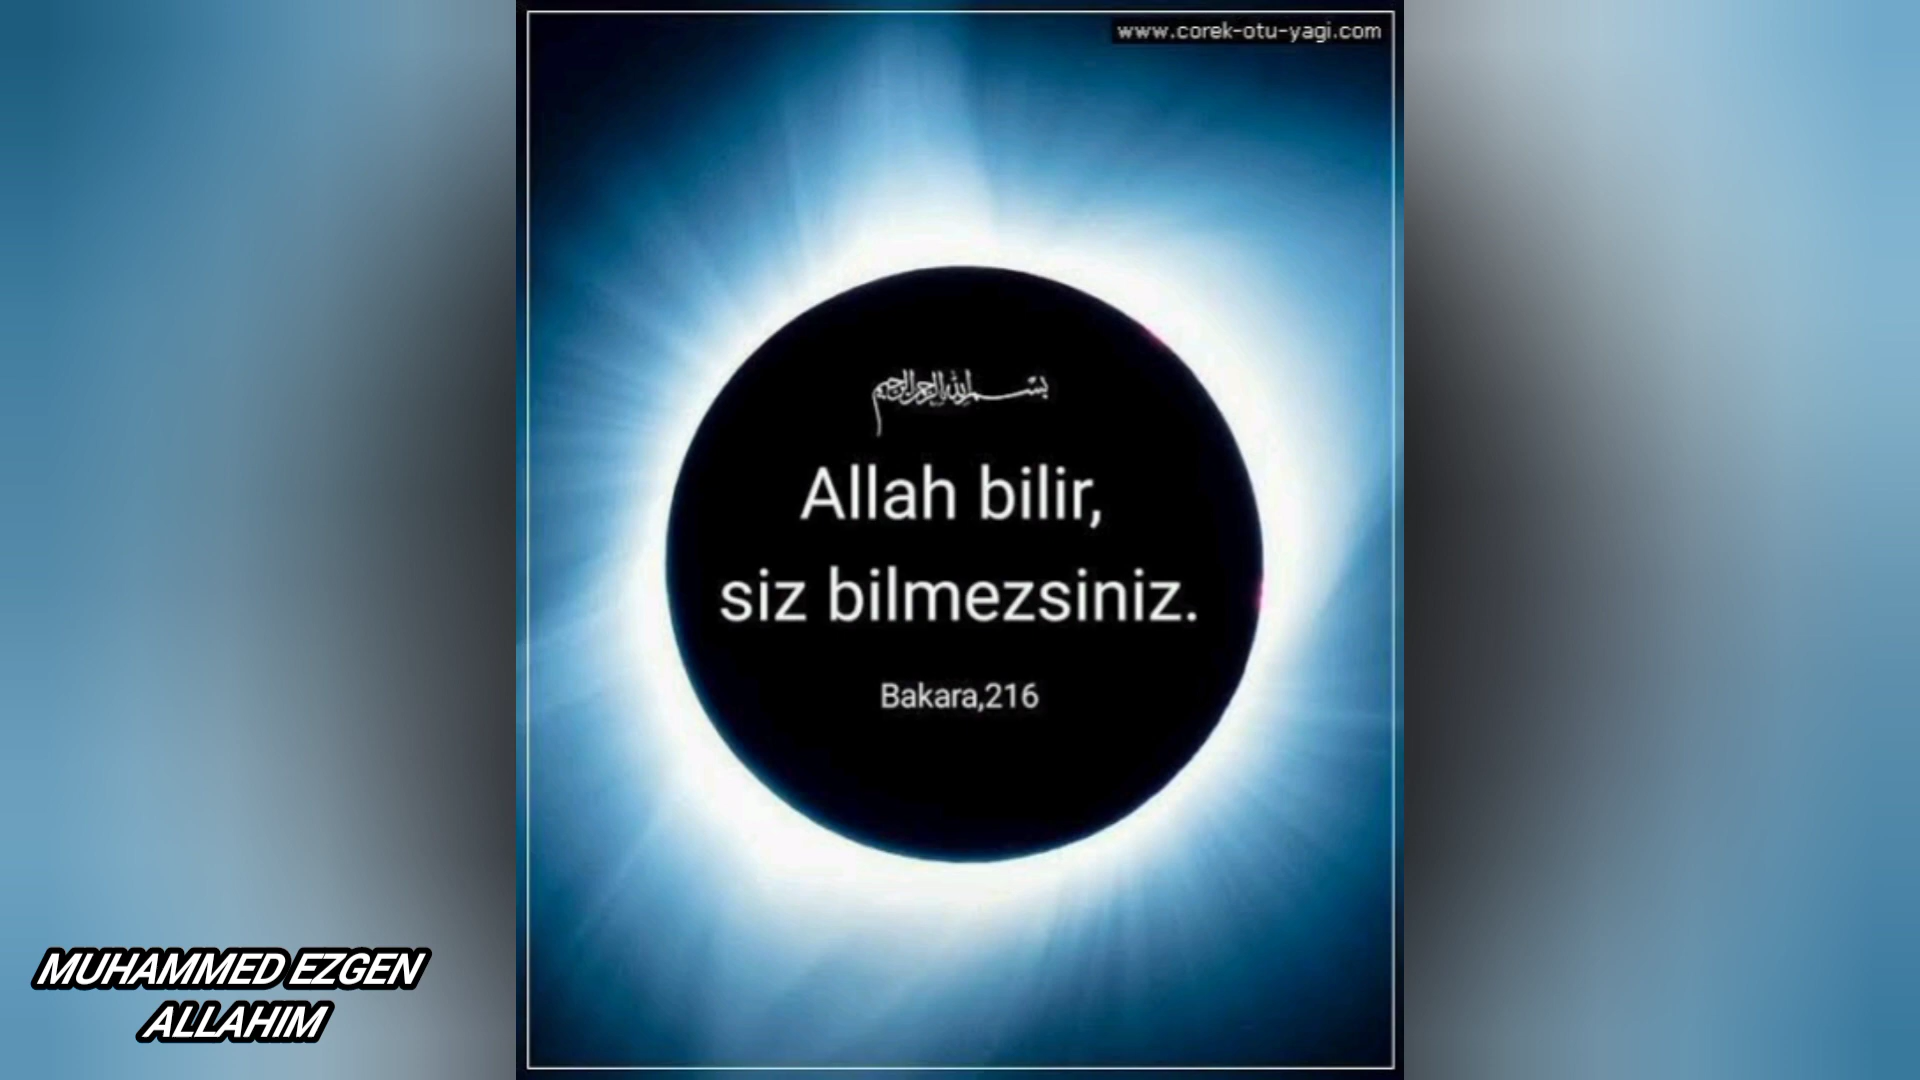 www.corek-otu-yagi.com
بسم الله الرحمن الرحيم
Allah bilir,
siz bilmezsiniz.
Bakara,216
MUHAMMED EZGEN
ALLAHIM